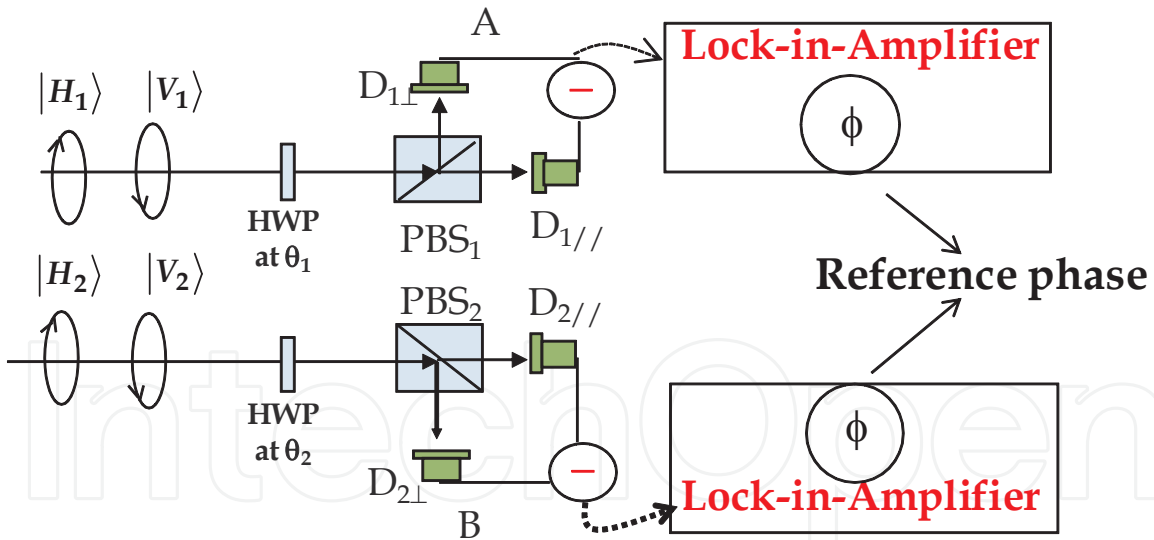 A
Lock-in-Amplifier
|H₁⟩
|V₁⟩
D₁⊥
−
ϕ
HWP
at θ₁
PBS₁
D₁//
Reference phase
|H₂⟩
|V₂⟩
PBS₂
D₂//
HWP
at θ₂
D₂⊥
−
B
ϕ
Lock-in-Amplifier
IntechOpen